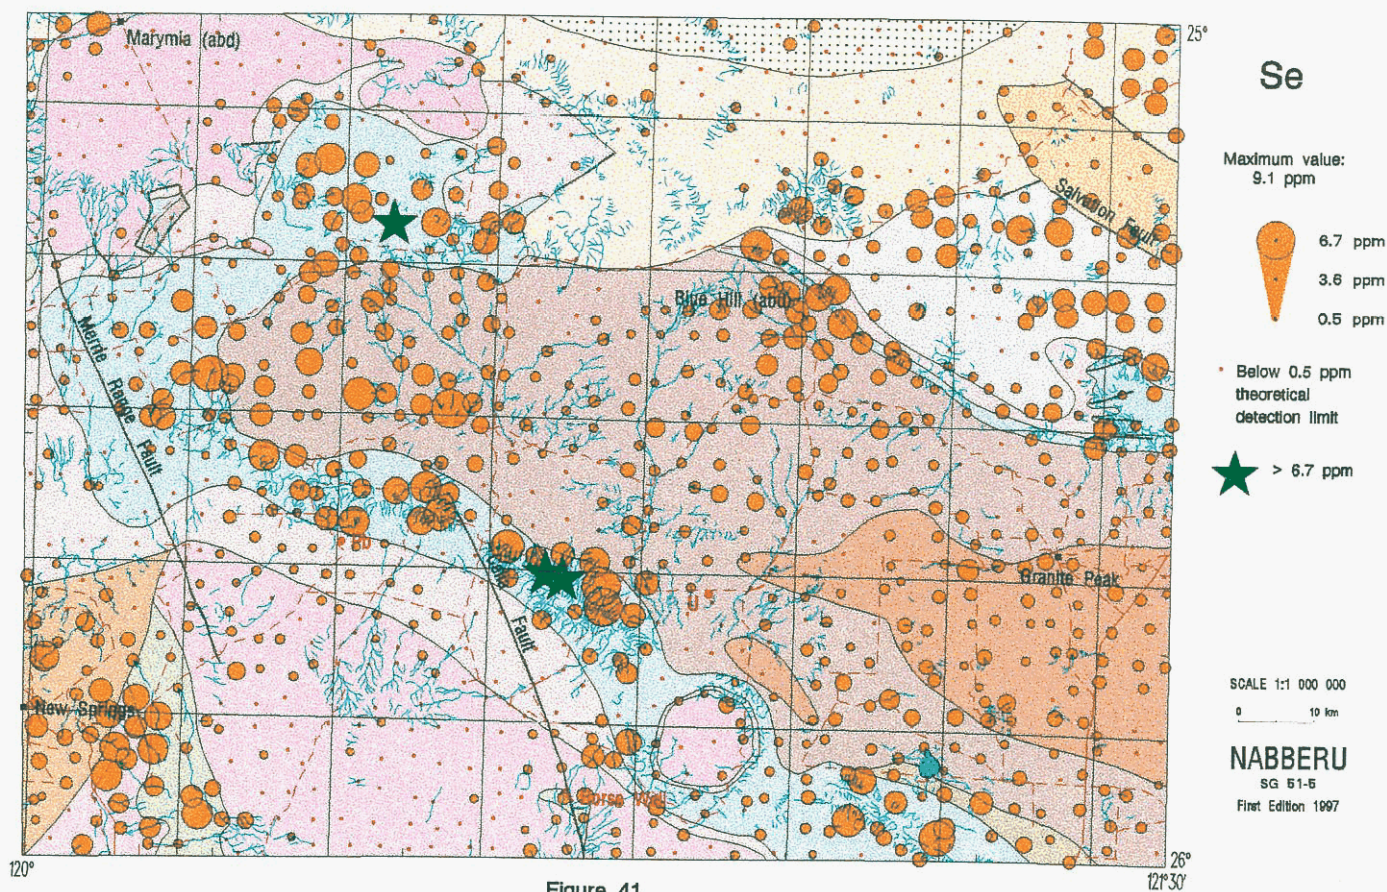 25°
Se
Marymia (abd)
Maximum value:
9.1 ppm
Salvation Fault
6.7 ppm
3.6 ppm
0.5 ppm
Blue Hill (abd)
Merrie Range Fault
Below 0.5 ppm
theoretical
detection limit
> 6.7 ppm
Granite Peak
Fault
New Springs
SCALE 1:1 000 000
0 10 km
NABBERU
SG 51-5
First Edition 1997
120°
26°
121°30'
Figure 41